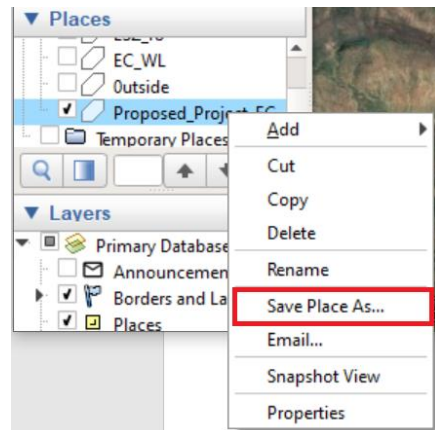 Places
EC_WL
Outside
Proposed_Project_EC
Temporary Places
Layers
Primary Database
Announcemen
Borders and La
Places
Add
Cut
Copy
Delete
Rename
Save Place As...
Email...
Snapshot View
Properties